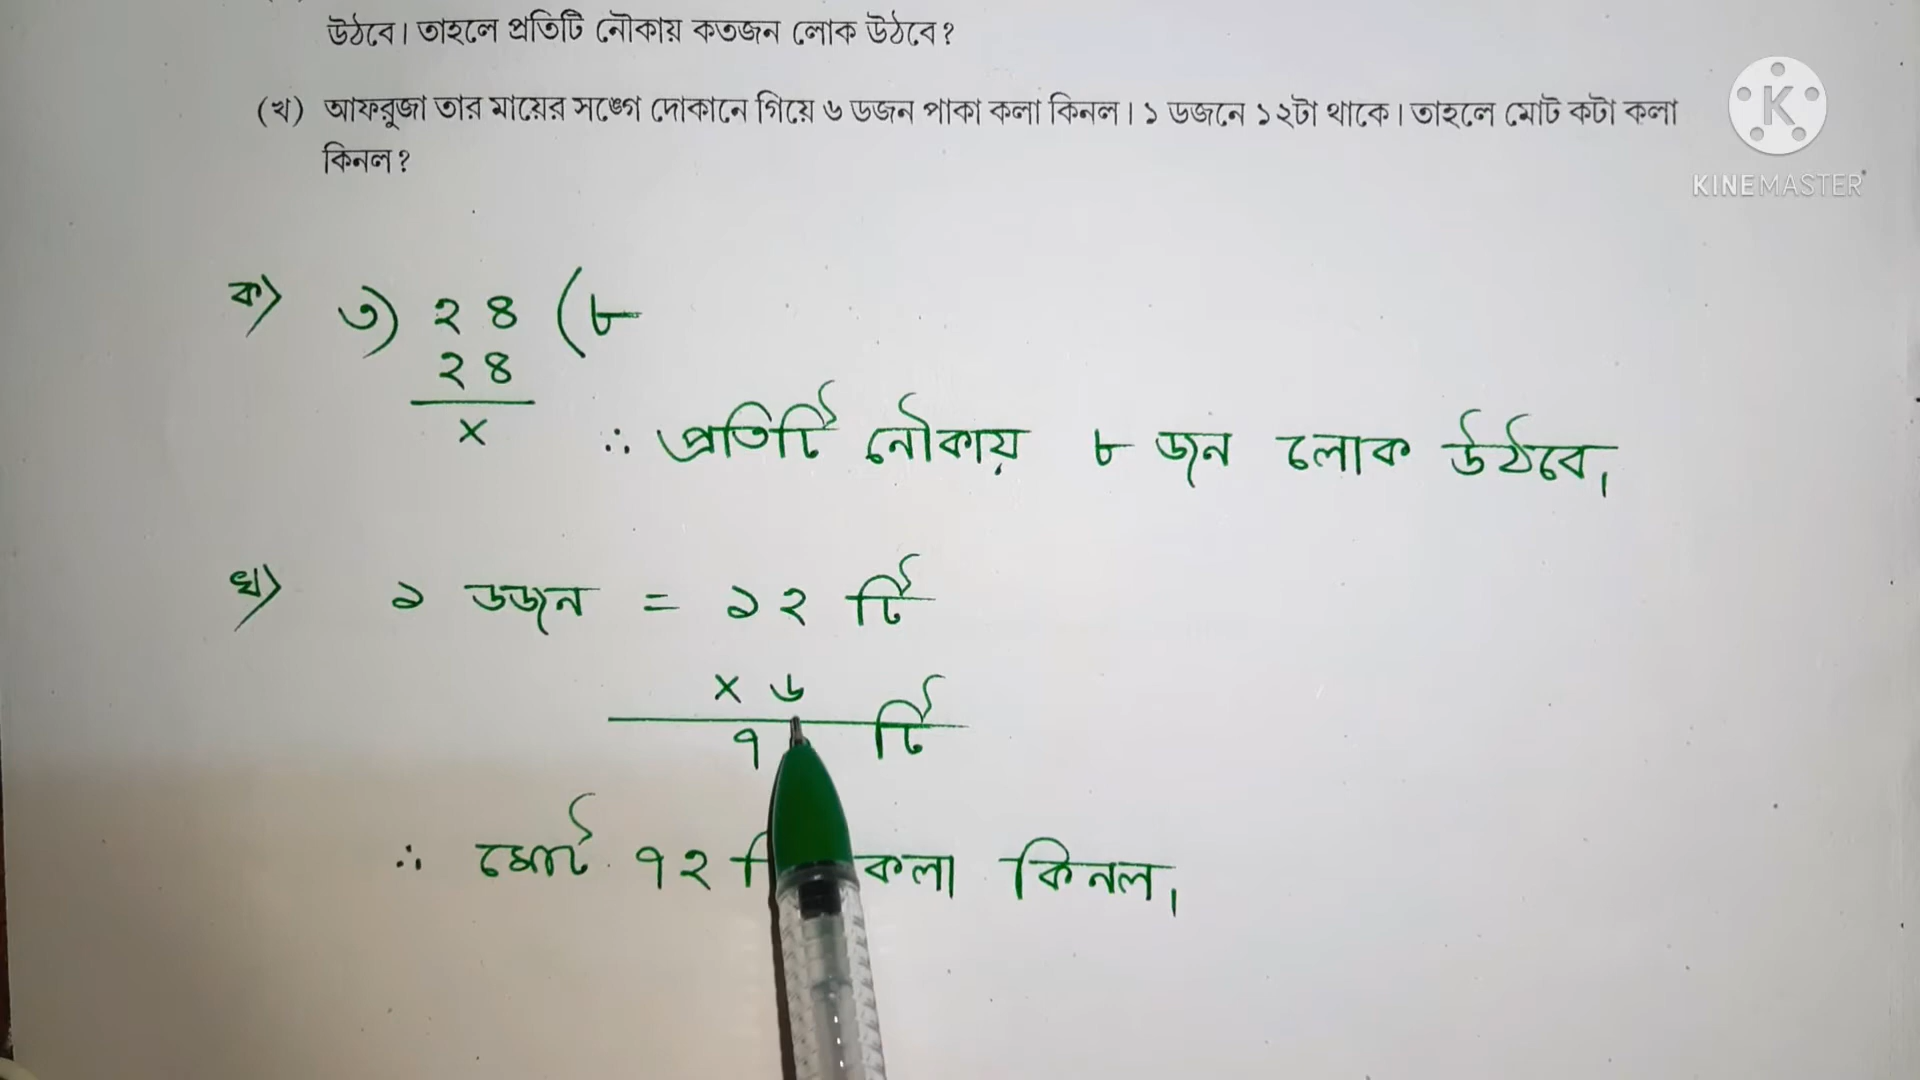 উঠবে। তাহলে প্রতিটি নৌকায় কতজন লোক উঠবে?
(খ) আফরুজা তার মায়ের সঙ্গে দোকানে গিয়ে ৬ ডজন পাকা কলা কিনল। ১ ডজনে ১২টা থাকে। তাহলে মোট কটা কলা
কিনল?
KINEMASTER
ক) ৩) ২৪ (৮
২৪
×
∴ প্রতিটি নৌকায় ৮ জন লোক উঠবে।
খ) ১ ডজন = ১২ টি
× ৬
৭ টি
∴ মোট ৭২ কলা কিনল।